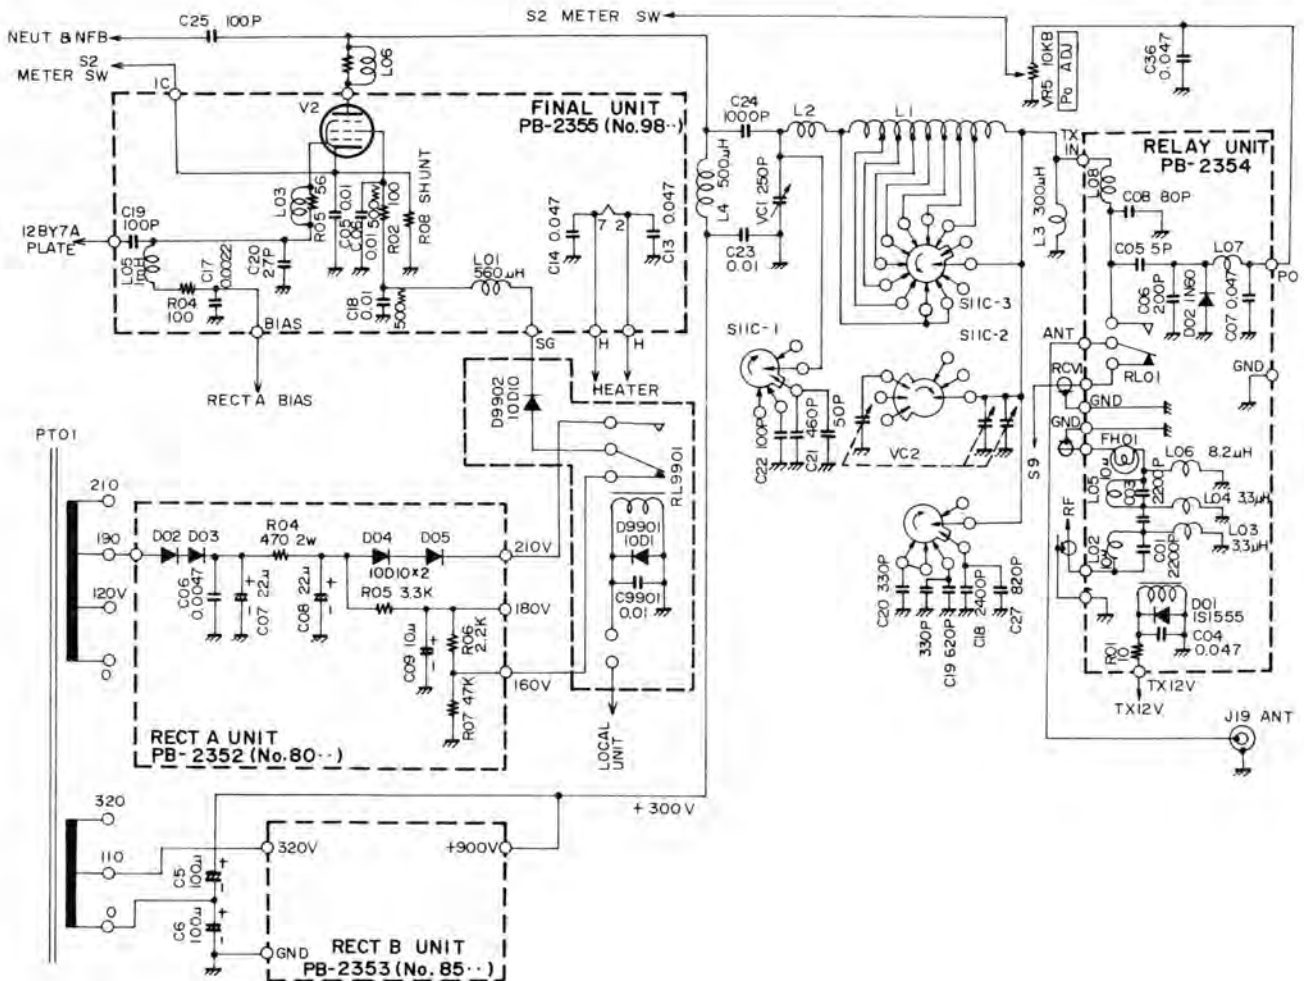 C25 100P
NEUT & NFB
S2
METER SW
S2 METER SW
IC
L06
V2
FINAL UNIT
PB-2355 (No.98··)
12BY7A
PLATE
C19
100P
L05
1mH
R04
100
C17
0.0022
C20
27P
L03
R05 56
C05 0.01
C06
0.01 500WV
R02 100
R08 SHUNT
C18
0.01
500WV
L01
560μH
C14 0.047
7 2
C13 0.047
BIAS
SG
H
H
HEATER
RECT A BIAS
L4 500μH
C24
1000P
C23
0.01
VC1 250P
L2
L1
S11C-3
S11C-2
S11C-1
C22 100P
C21 460P
50P
VC2
C20 330P
330P
C19 620P
C18 2400P
C27 820P
VR5 10KB
Po ADJ
C36
0.047
TX
IN
RELAY UNIT
PB-2354
L3 300μH
L08
C08 80P
C05 5P
L07
C06
2200P
D02 1N60
C07 0.047
PO
ANT
RCV
RL01
GND
GND
GND
S9
FH01
L05
C03
2200P
L06
8.2μH
L04 33μH
L03
3.3μH
RF
L02
C01
2200P
D01
1S1555
C04
0.047
R01
10
TX12V
TX12V
J19 ANT
D9902
10D10
RL9901
D9901
10D1
C9901
0.01
LOCAL
UNIT
PT01
210
190
120V
0
D02 D03
C06
0.0047
C07 22μ
R04
470 2W
C08 22μ
D04 D05
10D10×2
R05 3.3K
C09 10μ
R06
2.2K
R07 47K
210V
180V
160V
RECT A UNIT
PB-2352 (No.80··)
320
110
0
C5
100μ
C6
100μ
320V
+900V
+300V
GND
RECT B UNIT
PB-2353 (No.85··)